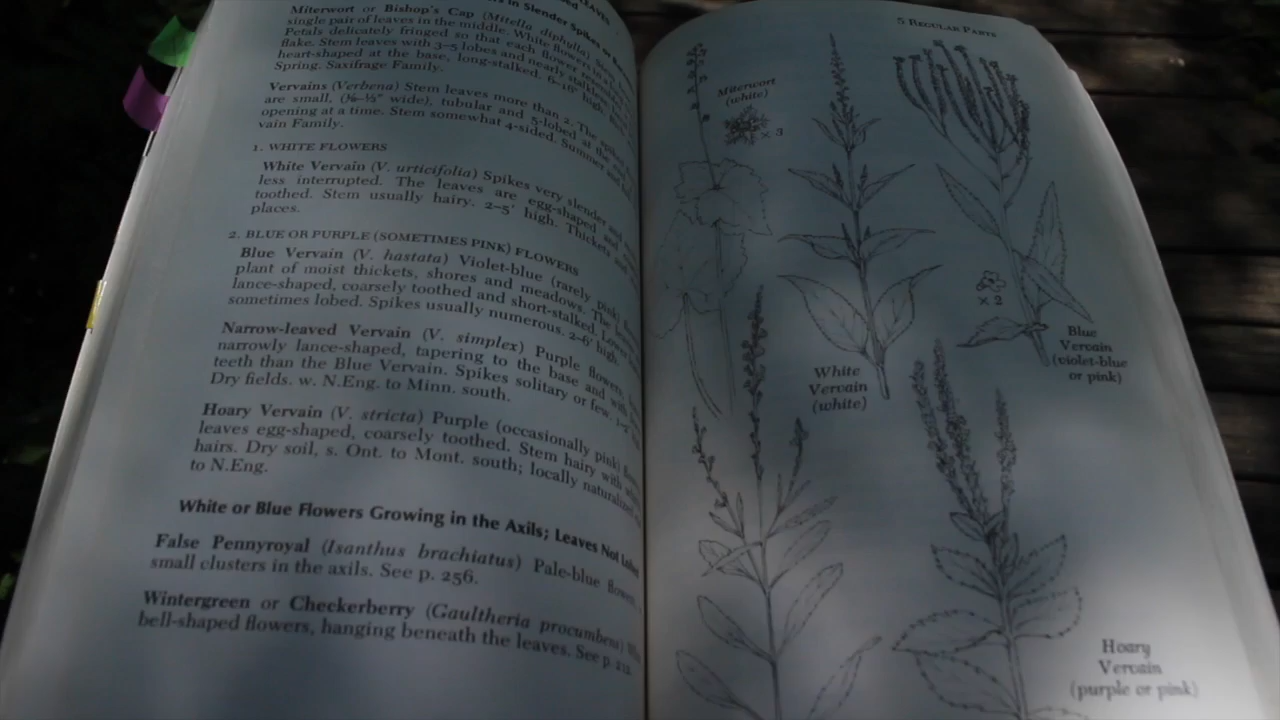 Miterwort or Bishop's Cap (Mitella diphylla)
single pair of leaves in the middle. White flowers in
Petals delicately fringed so that each flower
flake. Stem leaves with 3-5 lobes and nearly stalkless
heart-shaped at the base, long-stalked. 6-18" high.
Spring. Saxifrage Family.
Vervains (Verbena) Stem leaves more than 2. The spikes
are small, (⅛-½" wide), tubular and 5-lobed at the
opening at a time. Stem somewhat 4-sided. Summer and
vain Family.
1. WHITE FLOWERS
White Vervain (V. urticifolia) Spikes very slender and
less interrupted. The leaves are egg-shaped and
toothed. Stem usually hairy. 2-5' high. Thickets and
places.
2. BLUE OR PURPLE (SOMETIMES PINK) FLOWERS
Blue Vervain (V. hastata) Violet-blue (rarely pink)
plant of moist thickets, shores and meadows. The
lance-shaped, coarsely toothed and short-stalked. Lower
sometimes lobed. Spikes usually numerous. 2-6' high.
Narrow-leaved Vervain (V. simplex) Purple flowers
narrowly lance-shaped, tapering to the base and with
teeth than the Blue Vervain. Spikes solitary or few.
Dry fields. w. N.Eng. to Minn. south.
Hoary Vervain (V. stricta) Purple (occasionally pink)
leaves egg-shaped, coarsely toothed. Stem hairy with
hairs. Dry soil, s. Ont. to Mont. south; locally naturalized
to N.Eng.
White or Blue Flowers Growing in the Axils; Leaves Not Lobed
False Pennyroyal (Isanthus brachiatus) Pale-blue flowers
small clusters in the axils. See p. 256.
Wintergreen or Checkerberry (Gaultheria procumbens)
bell-shaped flowers, hanging beneath the leaves. See p.
5 REGULAR PARTS
Miterwort
(white)
× 3
× 2
Blue
Vervain
(violet-blue
or pink)
White
Vervain
(white)
Hoary
Vervain
(purple or pink)